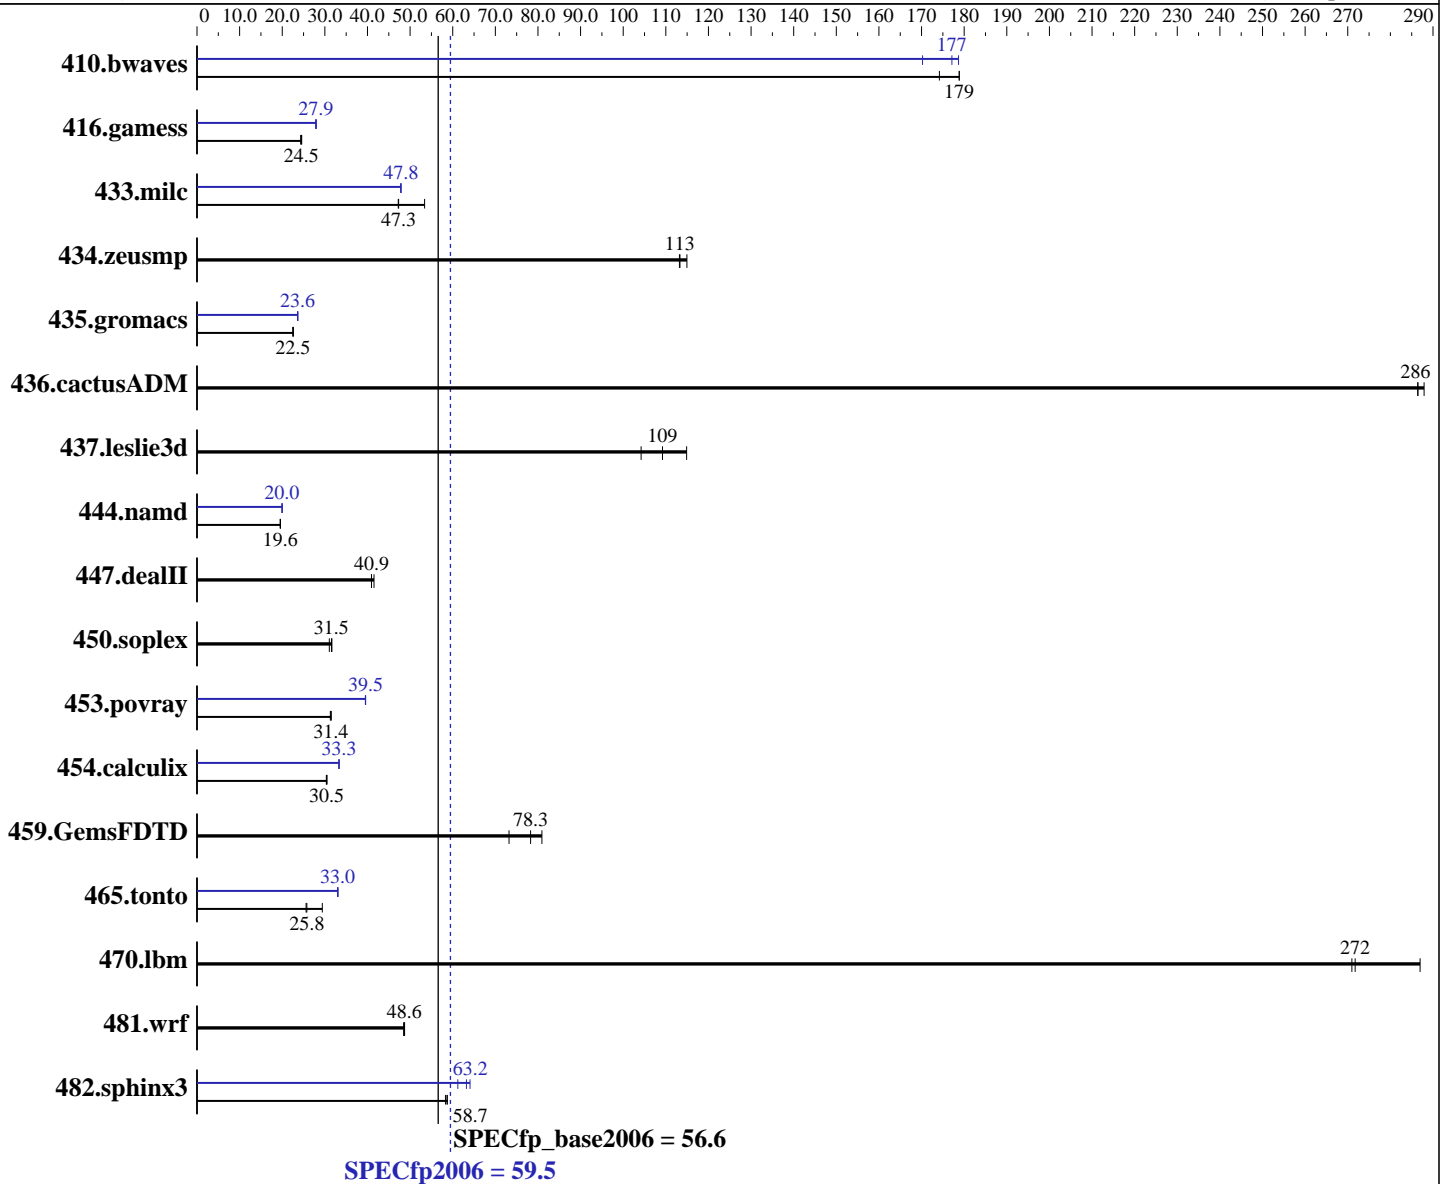 0 10.0 20.0 30.0 40.0 50.0 60.0 70.0 80.0 90.0 100 110 120 130 140 150 160 170 180 190 200 210 220 230 240 250 260 270 290
177
410.bwaves
179
27.9
416.gamess
24.5
47.8
433.milc
47.3
113
434.zeusmp
23.6
435.gromacs
22.5
286
436.cactusADM
109
437.leslie3d
20.0
444.namd
19.6
40.9
447.dealII
31.5
450.soplex
39.5
453.povray
31.4
33.3
454.calculix
30.5
78.3
459.GemsFDTD
33.0
465.tonto
25.8
272
470.lbm
48.6
481.wrf
63.2
482.sphinx3
58.7
SPECfp_base2006 = 56.6
SPECfp2006 = 59.5